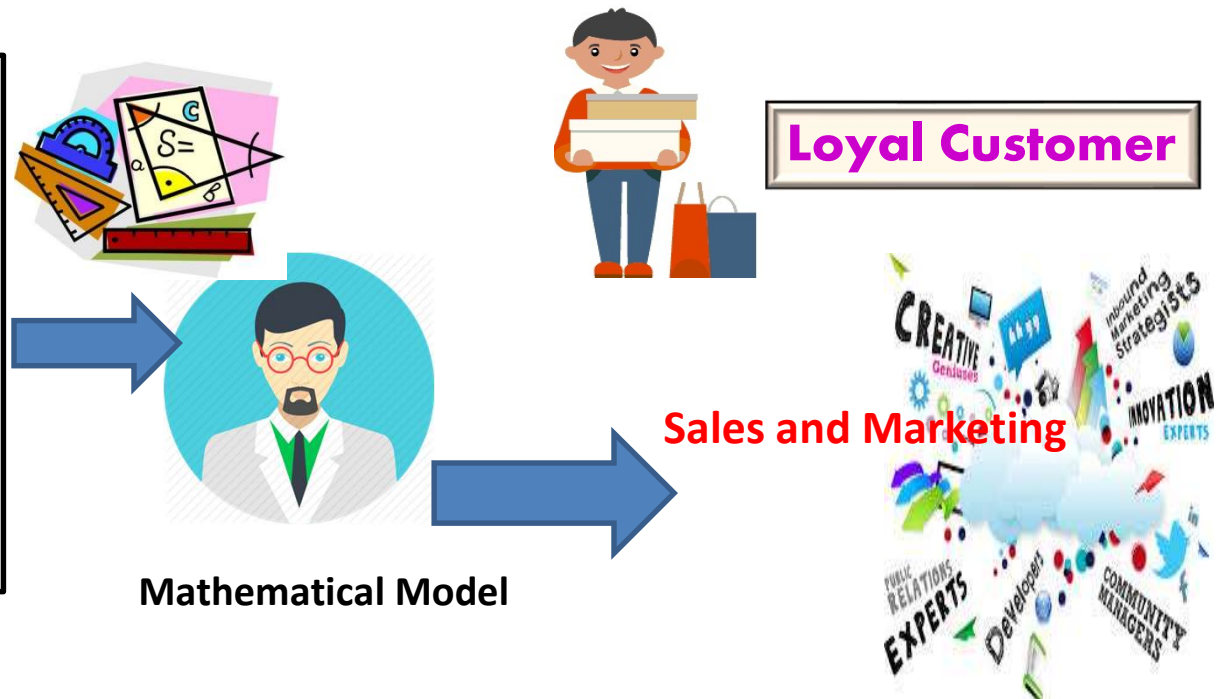 C
S=
a
B
Loyal Customer
CREATIVE
Geniuses
Inbound
Marketing
Strategists
INNOVATION
EXPERTS
Sales and Marketing
in
f
PUBLIC
RELATIONS
EXPERTS
Developers
COMMUNITY
MANAGERS
Mathematical Model